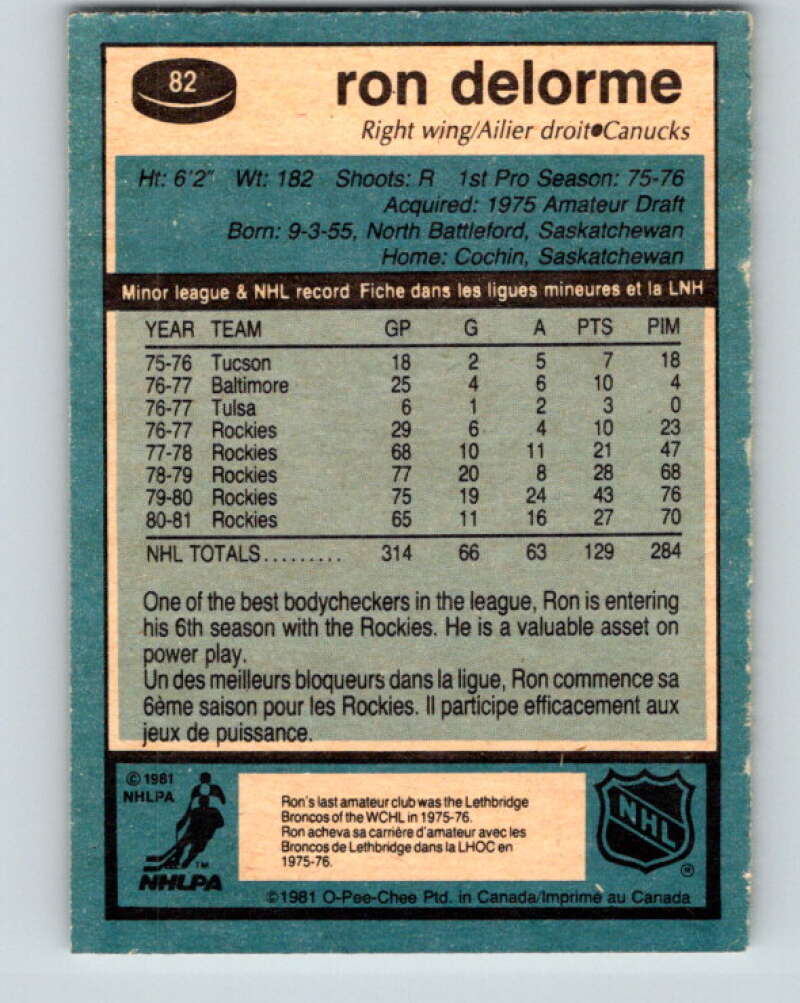 82
ron delorme
Right wing/Ailier droit●Canucks
Ht: 6'2" Wt: 182 Shoots: R 1st Pro Season: 75-76
Acquired: 1975 Amateur Draft
Born: 9-3-55, North Battleford, Saskatchewan
Home: Cochin, Saskatchewan
Minor league & NHL record Fiche dans les ligues mineures et la LNH
YEAR TEAM GP G A PTS PIM
75-76 Tucson 18 2 5 7 18
76-77 Baltimore 25 4 6 10 4
76-77 Tulsa 6 1 2 3 0
76-77 Rockies 29 6 4 10 23
77-78 Rockies 68 10 11 21 47
78-79 Rockies 77 20 8 28 68
79-80 Rockies 75 19 24 43 76
80-81 Rockies 65 11 16 27 70
NHL TOTALS......... 314 66 63 129 284
One of the best bodycheckers in the league, Ron is entering
his 6th season with the Rockies. He is a valuable asset on
power play.
Un des meilleurs bloqueurs dans la ligue, Ron commence sa
6ème saison pour les Rockies. Il participe efficacement aux
jeux de puissance.
©1981
NHLPA
TM
NHLPA
Ron's last amateur club was the Lethbridge
Broncos of the WCHL in 1975-76.
Ron acheva sa carrière d'amateur avec les
Broncos de Lethbridge dans la LHOC en
1975-76.
NHL
®
©1981 O-Pee-Chee Ptd. in Canada/Imprimé au Canada